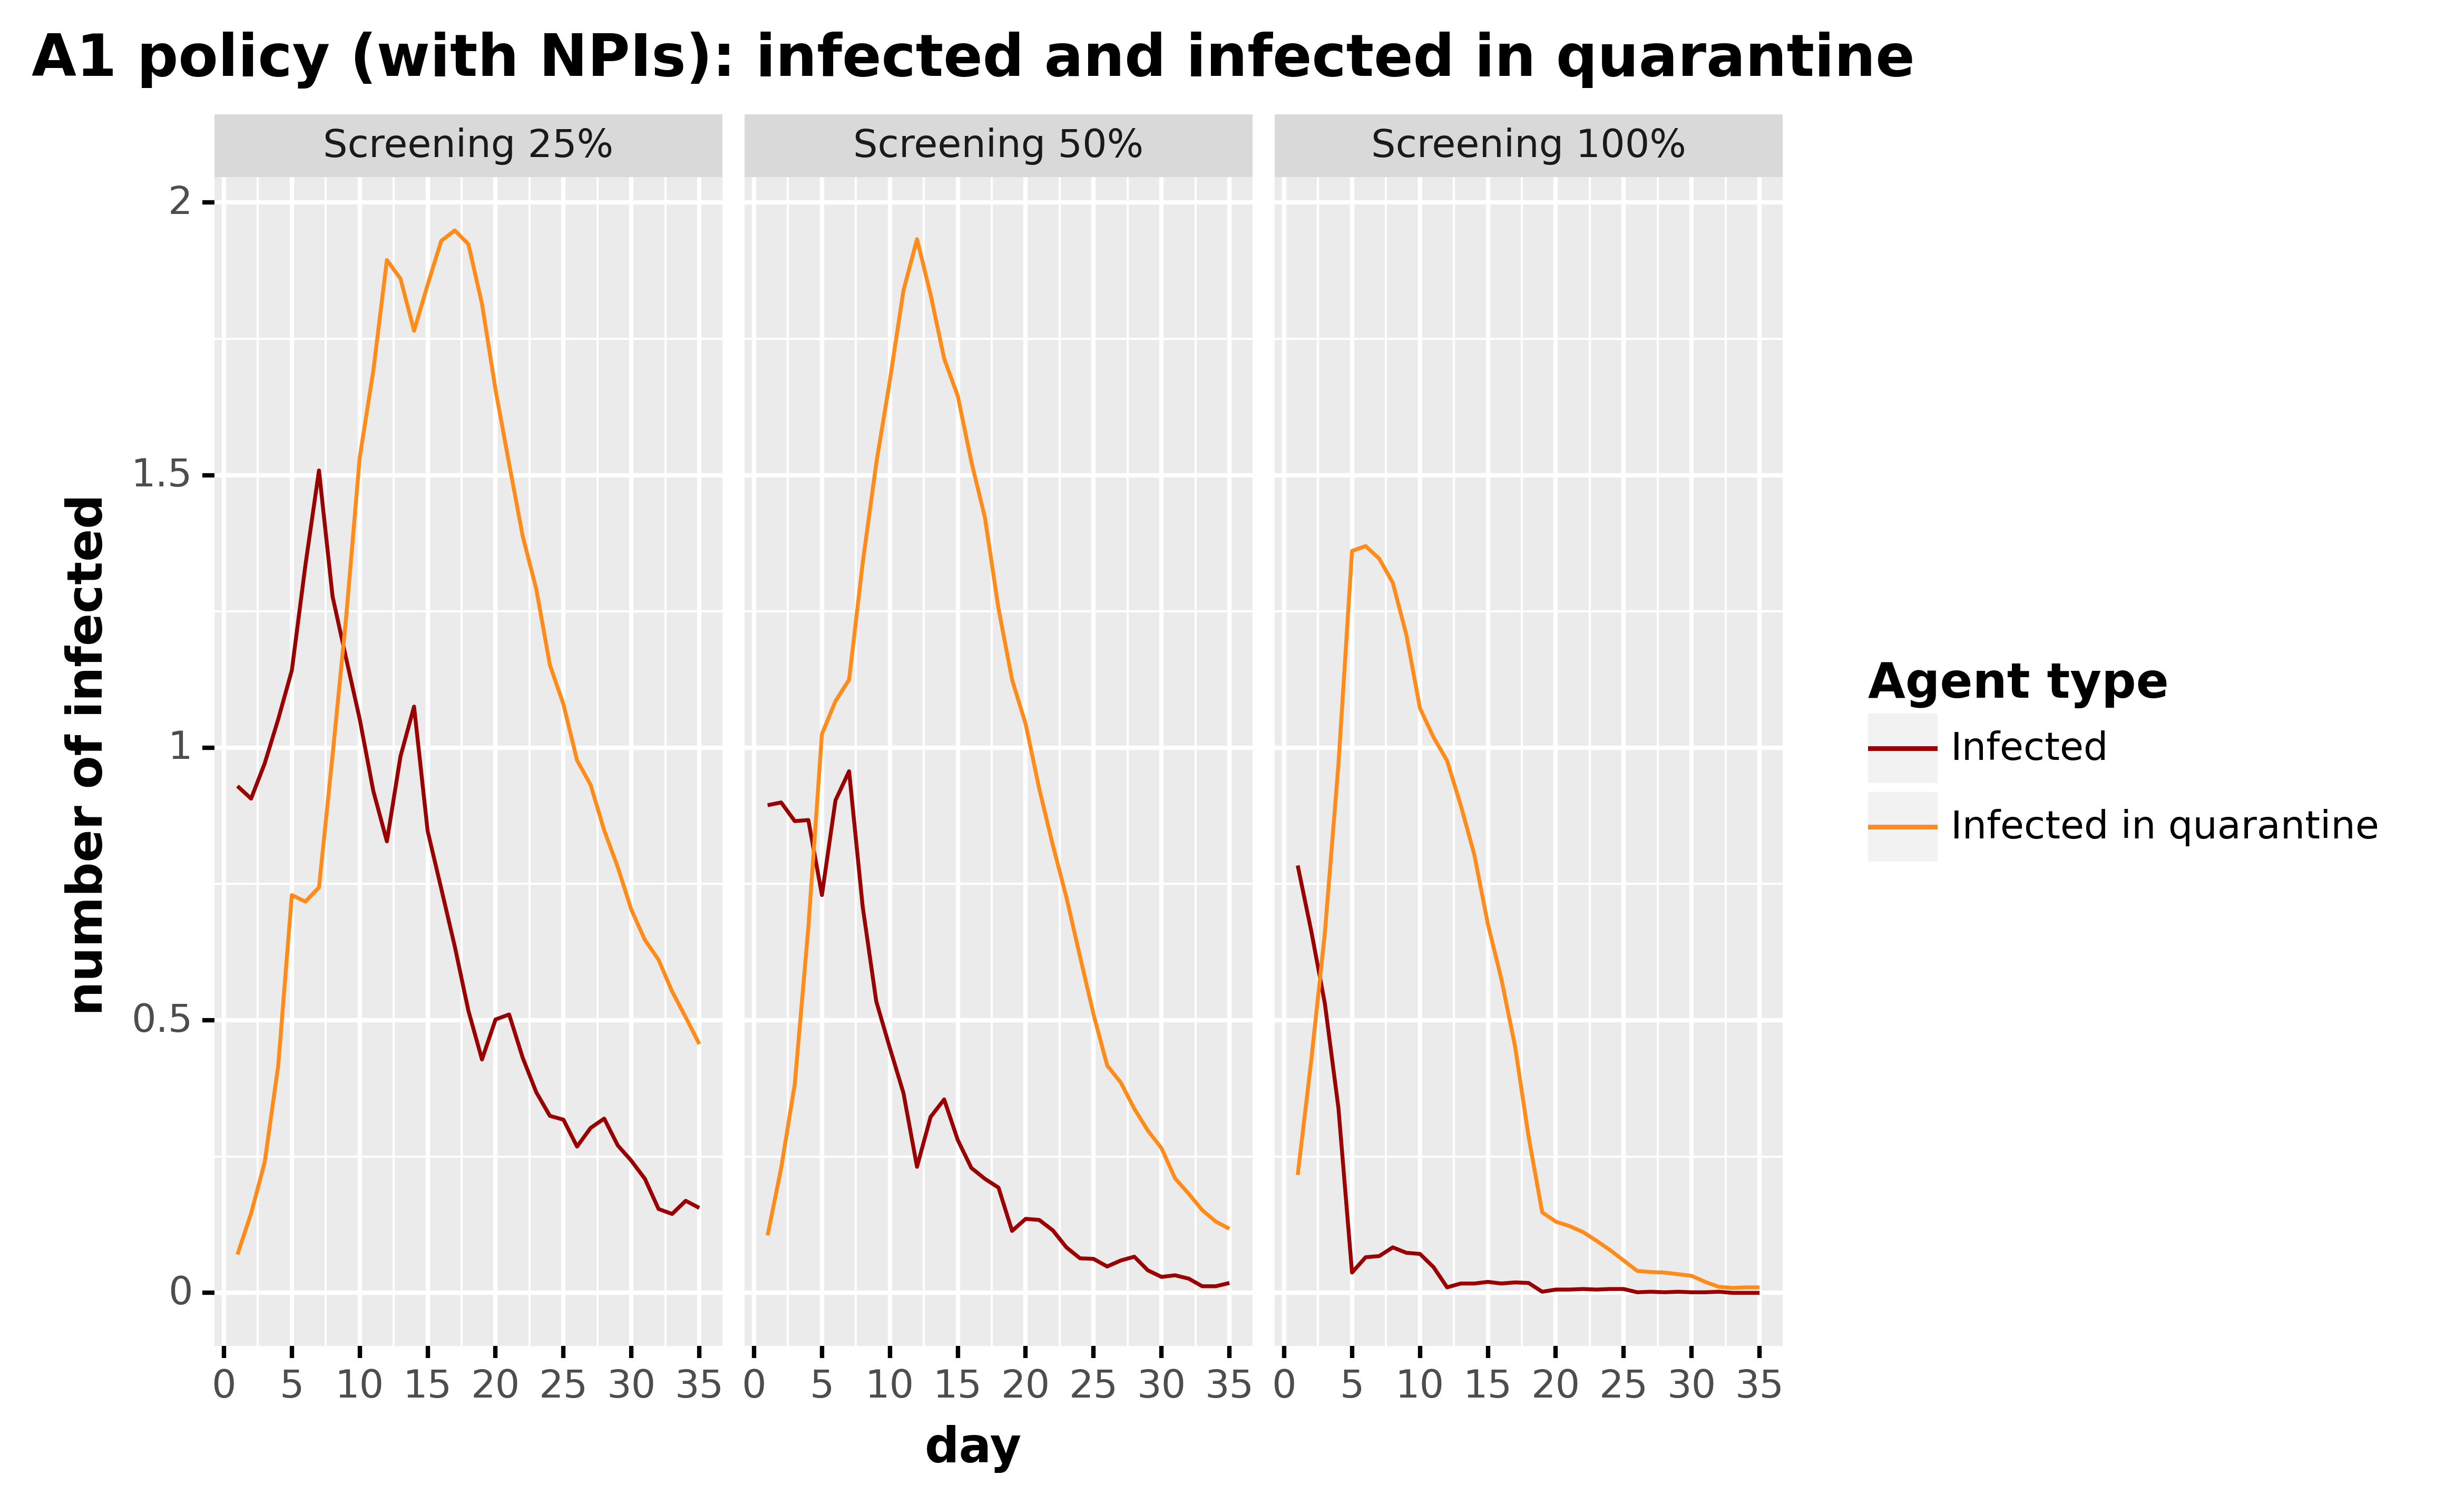 A1 policy (with NPIs): infected and infected in quarantine
Screening 25%
Screening 50%
Screening 100%
number of infected
2
1.5
1
0.5
0
0 5 10 15 20 25 30 35
0 5 10 15 20 25 30 35
0 5 10 15 20 25 30 35
day
Agent type
Infected
Infected in quarantine